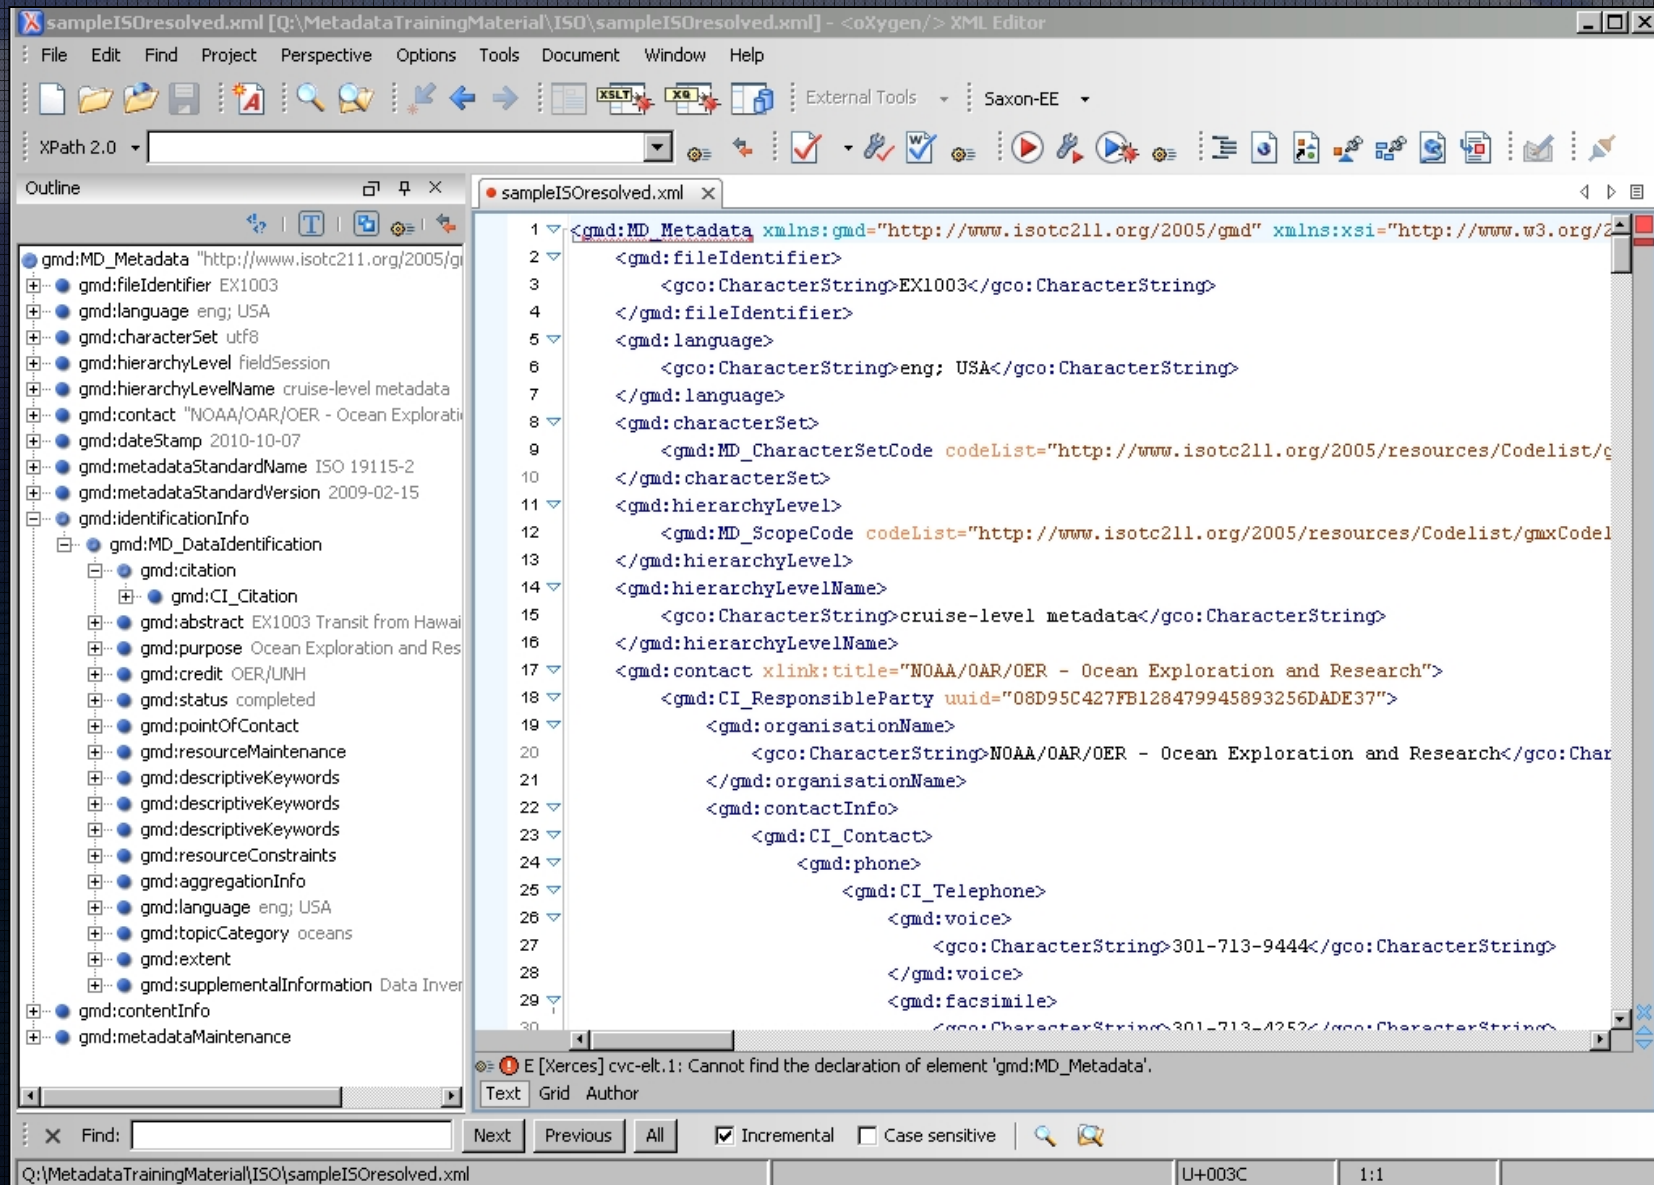 sampleISOresolved.xml [Q:\MetadataTrainingMaterial\ISO\sampleISOresolved.xml] - <oXygen/> XML Editor
File Edit Find Project Perspective Options Tools Document Window Help
XSLT XQ External Tools Saxon-EE
XPath 2.0
Outline
gmd:MD_Metadata "http://www.isotc211.org/2005/g
gmd:fileIdentifier EX1003
gmd:language eng; USA
gmd:characterSet utf8
gmd:hierarchyLevel fieldSession
gmd:hierarchyLevelName cruise-level metadata
gmd:contact "NOAA/OAR/OER - Ocean Explorati
gmd:dateStamp 2010-10-07
gmd:metadataStandardName ISO 19115-2
gmd:metadataStandardVersion 2009-02-15
gmd:identificationInfo
gmd:MD_DataIdentification
gmd:citation
gmd:CI_Citation
gmd:abstract EX1003 Transit from Hawai
gmd:purpose Ocean Exploration and Res
gmd:credit OER/UNH
gmd:status completed
gmd:pointOfContact
gmd:resourceMaintenance
gmd:descriptiveKeywords
gmd:descriptiveKeywords
gmd:descriptiveKeywords
gmd:resourceConstraints
gmd:aggregationInfo
gmd:language eng; USA
gmd:topicCategory oceans
gmd:extent
gmd:supplementalInformation Data Inver
gmd:contentInfo
gmd:metadataMaintenance
sampleISOresolved.xml
1 <gmd:MD_Metadata xmlns:gmd="http://www.isotc211.org/2005/gmd" xmlns:xsi="http://www.w3.org/2
2 <gmd:fileIdentifier>
3 <gco:CharacterString>EX1003</gco:CharacterString>
4 </gmd:fileIdentifier>
5 <gmd:language>
6 <gco:CharacterString>eng; USA</gco:CharacterString>
7 </gmd:language>
8 <gmd:characterSet>
9 <gmd:MD_CharacterSetCode codeList="http://www.isotc211.org/2005/resources/Codelist/g
10 </gmd:characterSet>
11 <gmd:hierarchyLevel>
12 <gmd:MD_ScopeCode codeList="http://www.isotc211.org/2005/resources/Codelist/gmxCodel
13 </gmd:hierarchyLevel>
14 <gmd:hierarchyLevelName>
15 <gco:CharacterString>cruise-level metadata</gco:CharacterString>
16 </gmd:hierarchyLevelName>
17 <gmd:contact xlink:title="NOAA/OAR/OER - Ocean Exploration and Research">
18 <gmd:CI_ResponsibleParty uuid="08D95C427FB128479945893256DADE37">
19 <gmd:organisationName>
20 <gco:CharacterString>NOAA/OAR/OER - Ocean Exploration and Research</gco:Char
21 </gmd:organisationName>
22 <gmd:contactInfo>
23 <gmd:CI_Contact>
24 <gmd:phone>
25 <gmd:CI_Telephone>
26 <gmd:voice>
27 <gco:CharacterString>301-713-9444</gco:CharacterString>
28 </gmd:voice>
29 <gmd:facsimile>
30 <gco:CharacterString>301-713-4252</gco:CharacterString>
E [Xerces] cvc-elt.1: Cannot find the declaration of element 'gmd:MD_Metadata'.
Text Grid Author
Find: Next Previous All Incremental Case sensitive
Q:\MetadataTrainingMaterial\ISO\sampleISOresolved.xml U+003C 1:1